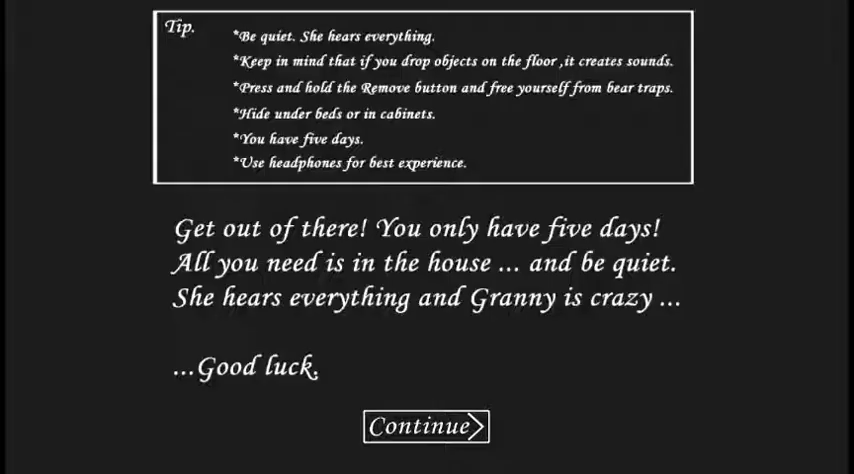 Tip.
*Be quiet. She hears everything.
*Keep in mind that if you drop objects on the floor ,it creates sounds.
*Press and hold the Remove button and free yourself from bear traps.
*Hide under beds or in cabinets.
*You have five days.
*Use headphones for best experience.
Get out of there! You only have five days!
All you need is in the house ... and be quiet.
She hears everything and Granny is crazy ...
...Good luck.
Continue